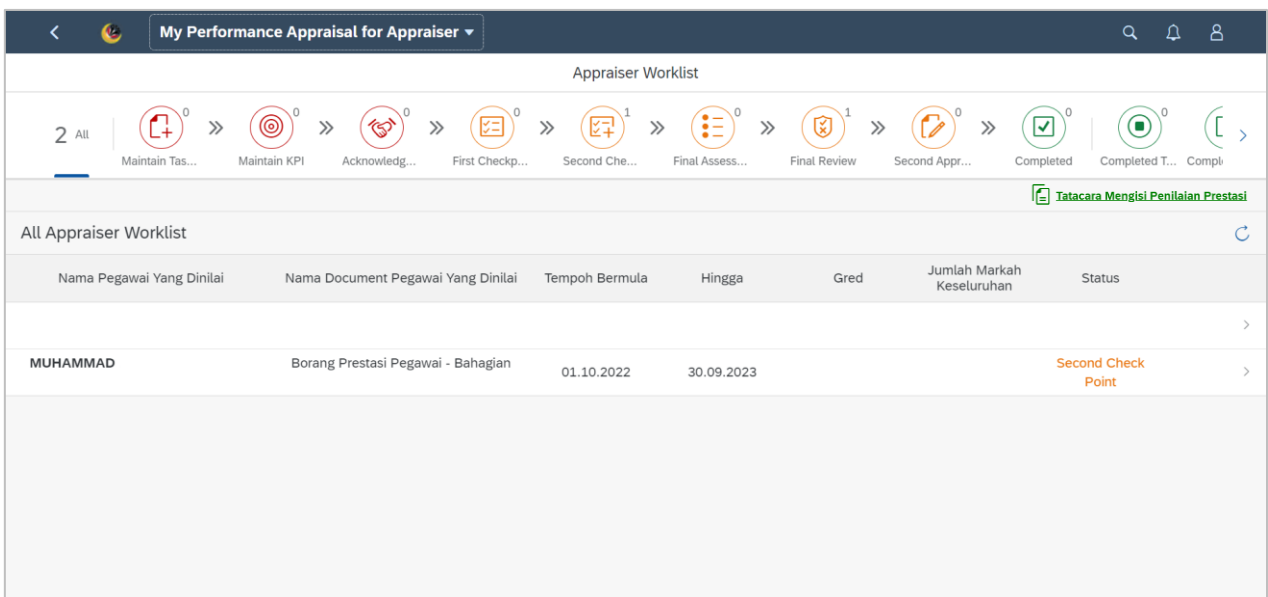 My Performance Appraisal for Appraiser
Appraiser Worklist
2 All
0
0
0
0
1
0
1
0
0
0
Maintain Tas...
Maintain KPI
Acknowledg...
First Checkp...
Second Che...
Final Assess...
Final Review
Second Appr...
Completed
Completed T...
Compl
Tatacara Mengisi Penilaian Prestasi
All Appraiser Worklist
Nama Pegawai Yang Dinilai
Nama Document Pegawai Yang Dinilai
Tempoh Bermula
Hingga
Gred
Jumlah Markah
Keseluruhan
Status
MUHAMMAD
Borang Prestasi Pegawai - Bahagian
01.10.2022
30.09.2023
Second Check
Point